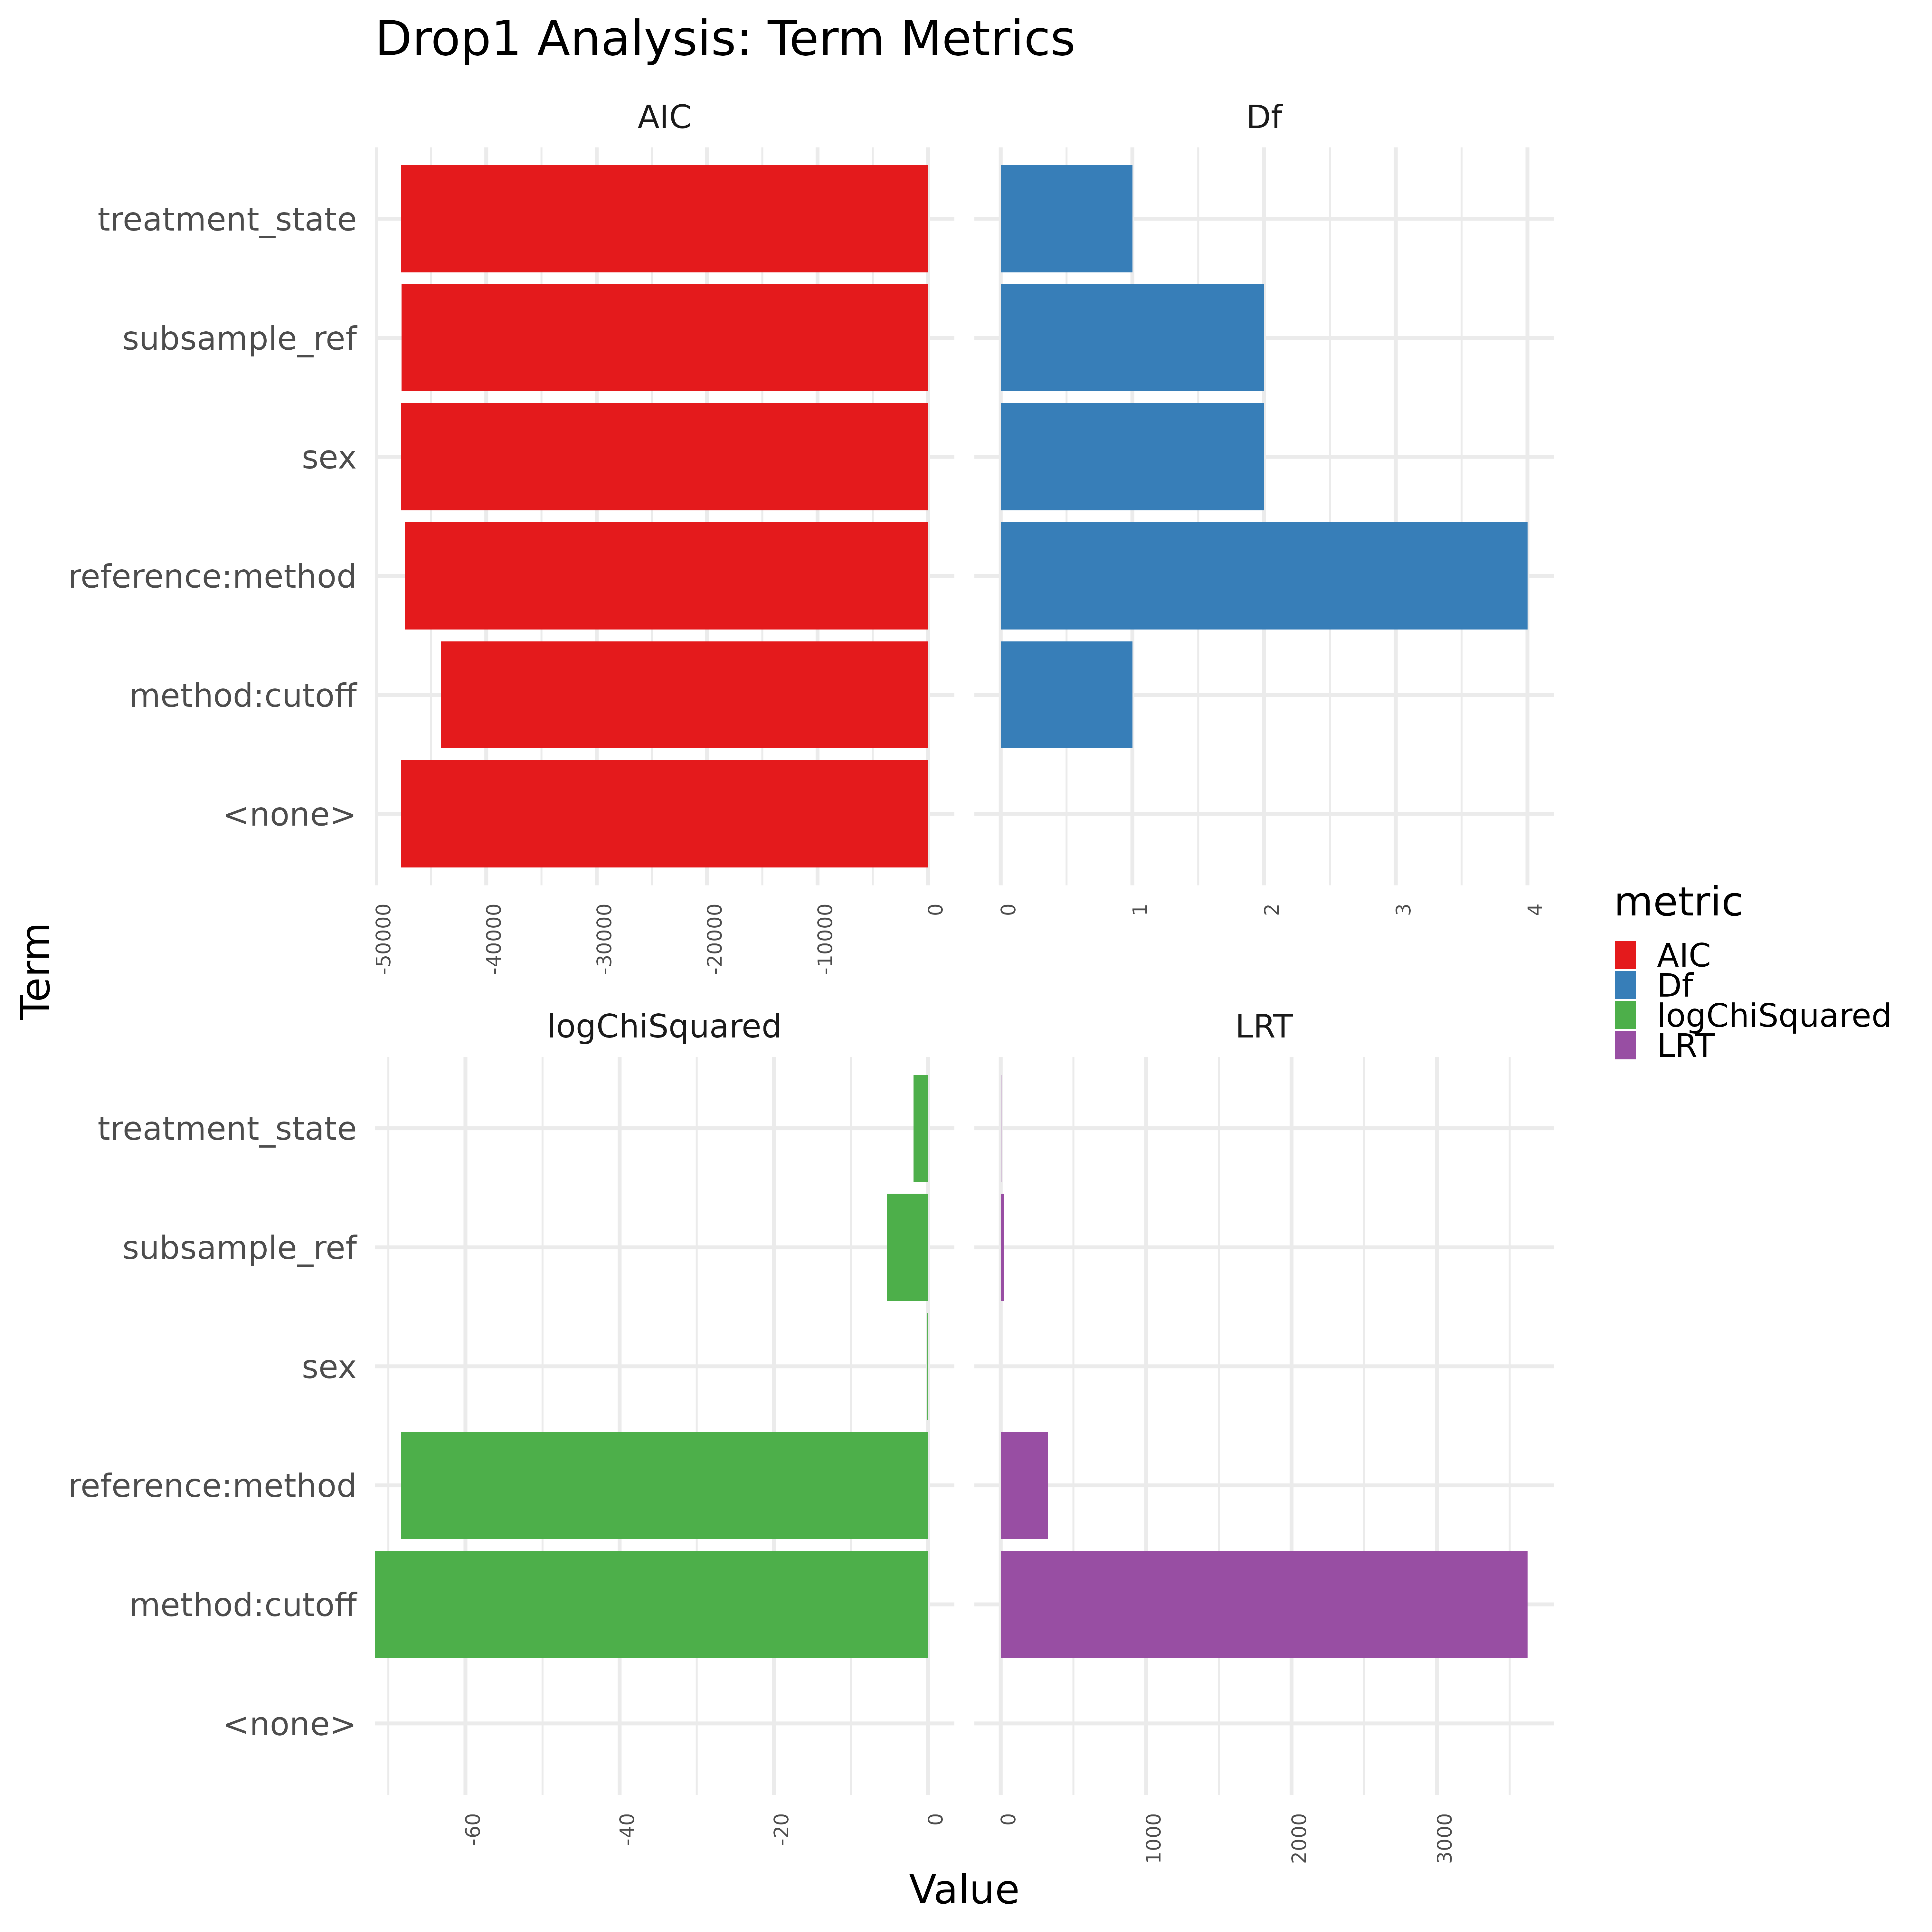 Drop1 Analysis: Term Metrics
AIC
Df
treatment_state
subsample_ref
sex
reference:method
method:cutoff
<none>
-50000
-40000
-30000
-20000
-10000
0
0
1
2
3
4
logChiSquared
LRT
treatment_state
subsample_ref
sex
reference:method
method:cutoff
<none>
-60
-40
-20
0
0
1000
2000
3000
Term
Value
metric
AIC
Df
logChiSquared
LRT